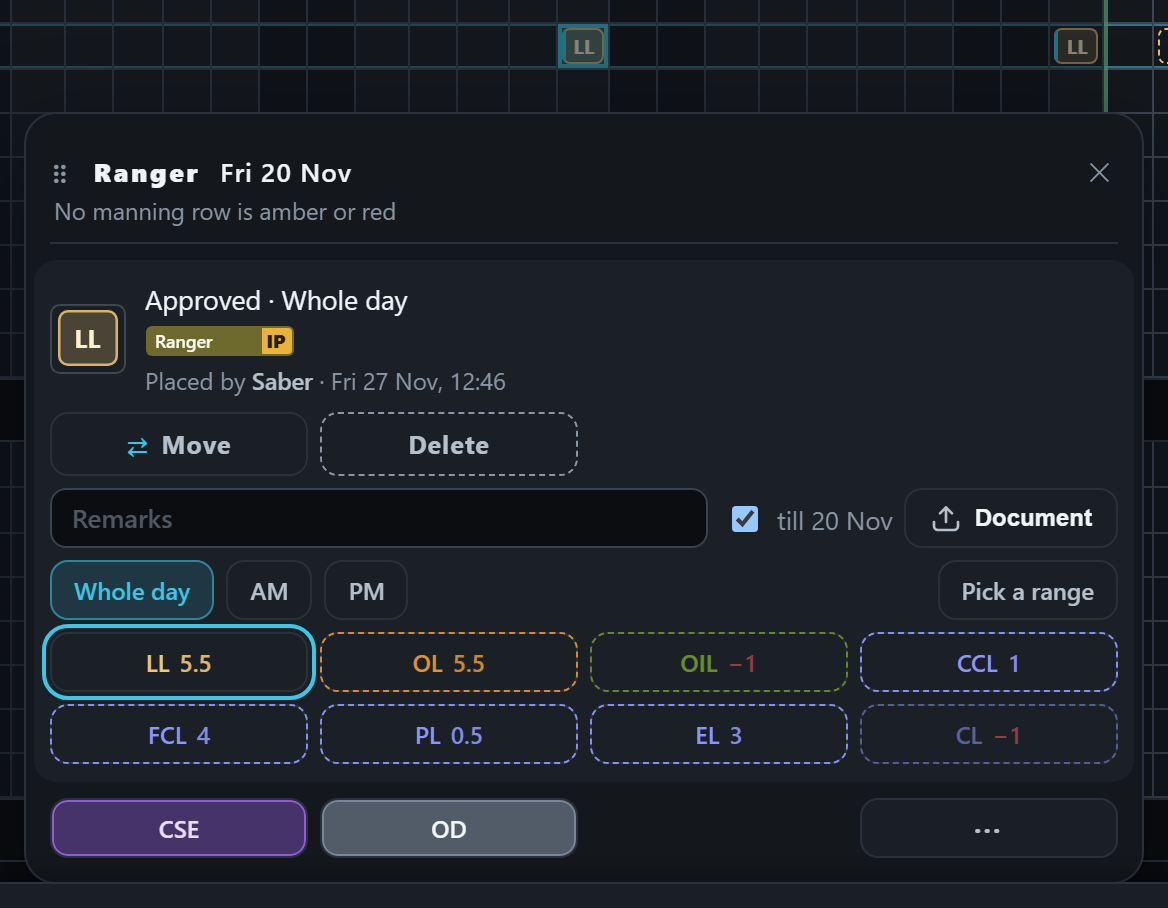 LL LL
Ranger Fri 20 Nov
No manning row is amber or red
LL
Approved · Whole day
Ranger IP
Placed by Saber · Fri 27 Nov, 12:46
Move Delete
Remarks till 20 Nov Document
Whole day AM PM Pick a range
LL 5.5 OL 5.5 OIL −1 CCL 1
FCL 4 PL 0.5 EL 3 CL −1
CSE OD ...